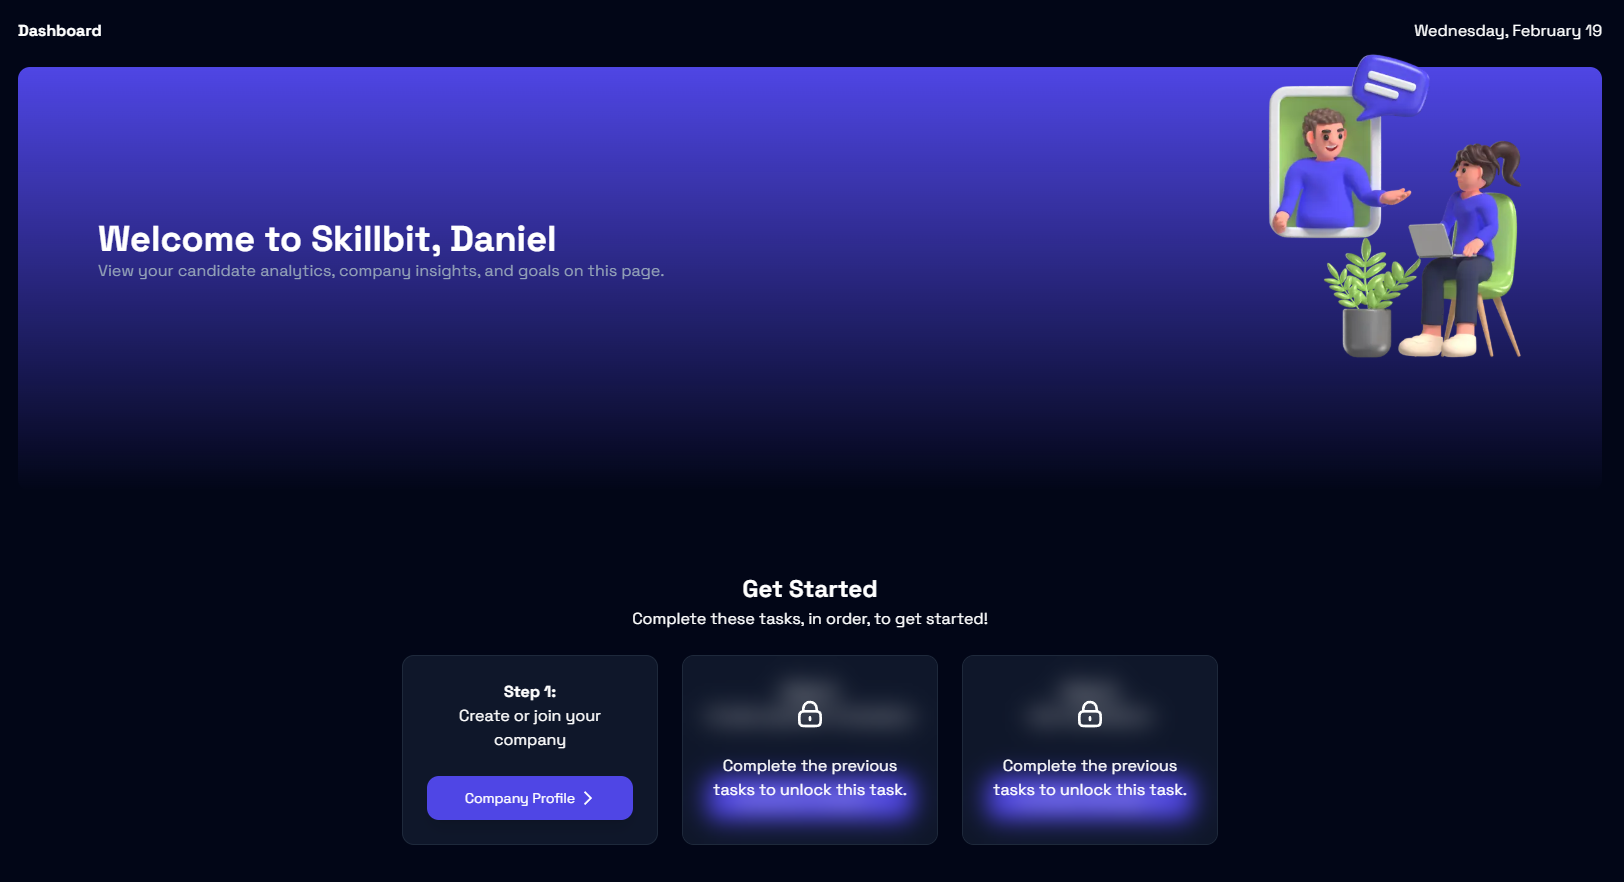 Dashboard
Wednesday, February 19
Welcome to Skillbit, Daniel
View your candidate analytics, company insights, and goals on this page.
Get Started
Complete these tasks, in order, to get started!
Step 1:
Create or join your
company
Company Profile
Complete the previous
tasks to unlock this task.
Complete the previous
tasks to unlock this task.